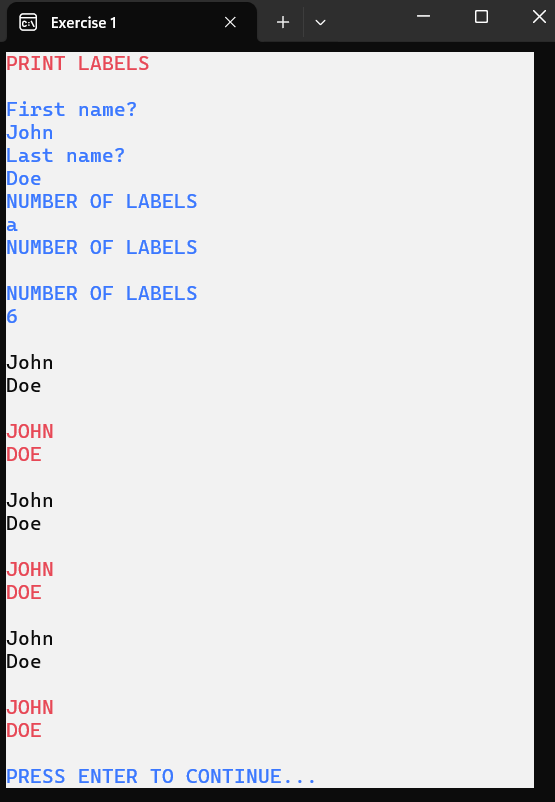 Exercise 1
PRINT LABELS
First name?
John
Last name?
Doe
NUMBER OF LABELS
a
NUMBER OF LABELS
NUMBER OF LABELS
6
John
Doe
JOHN
DOE
John
Doe
JOHN
DOE
John
Doe
JOHN
DOE
PRESS ENTER TO CONTINUE...